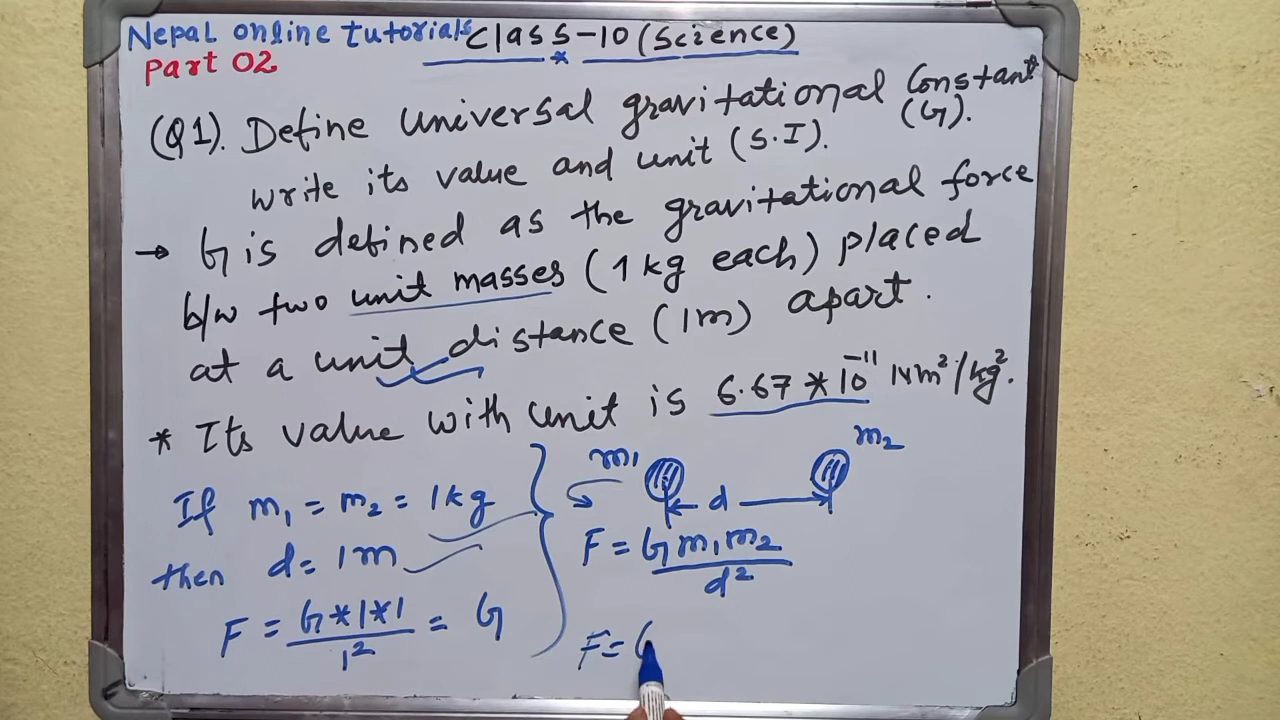 Nepal online tutorials Class-10 (Science)
Part 02
(Q1). Define universal gravitational Constant (G).
write its value and unit (S.I).
→ G is defined as the gravitational force
b/w two unit masses (1 kg each) placed
at a unit distance (1m) apart.
* Its value with unit is 6.67 * 10⁻¹¹ Nm²/kg².
m₁ m₂
d
If m₁ = m₂ = 1kg
then d = 1m
F = G*1*1/1² = G
F = Gm₁m₂/d²
F = G